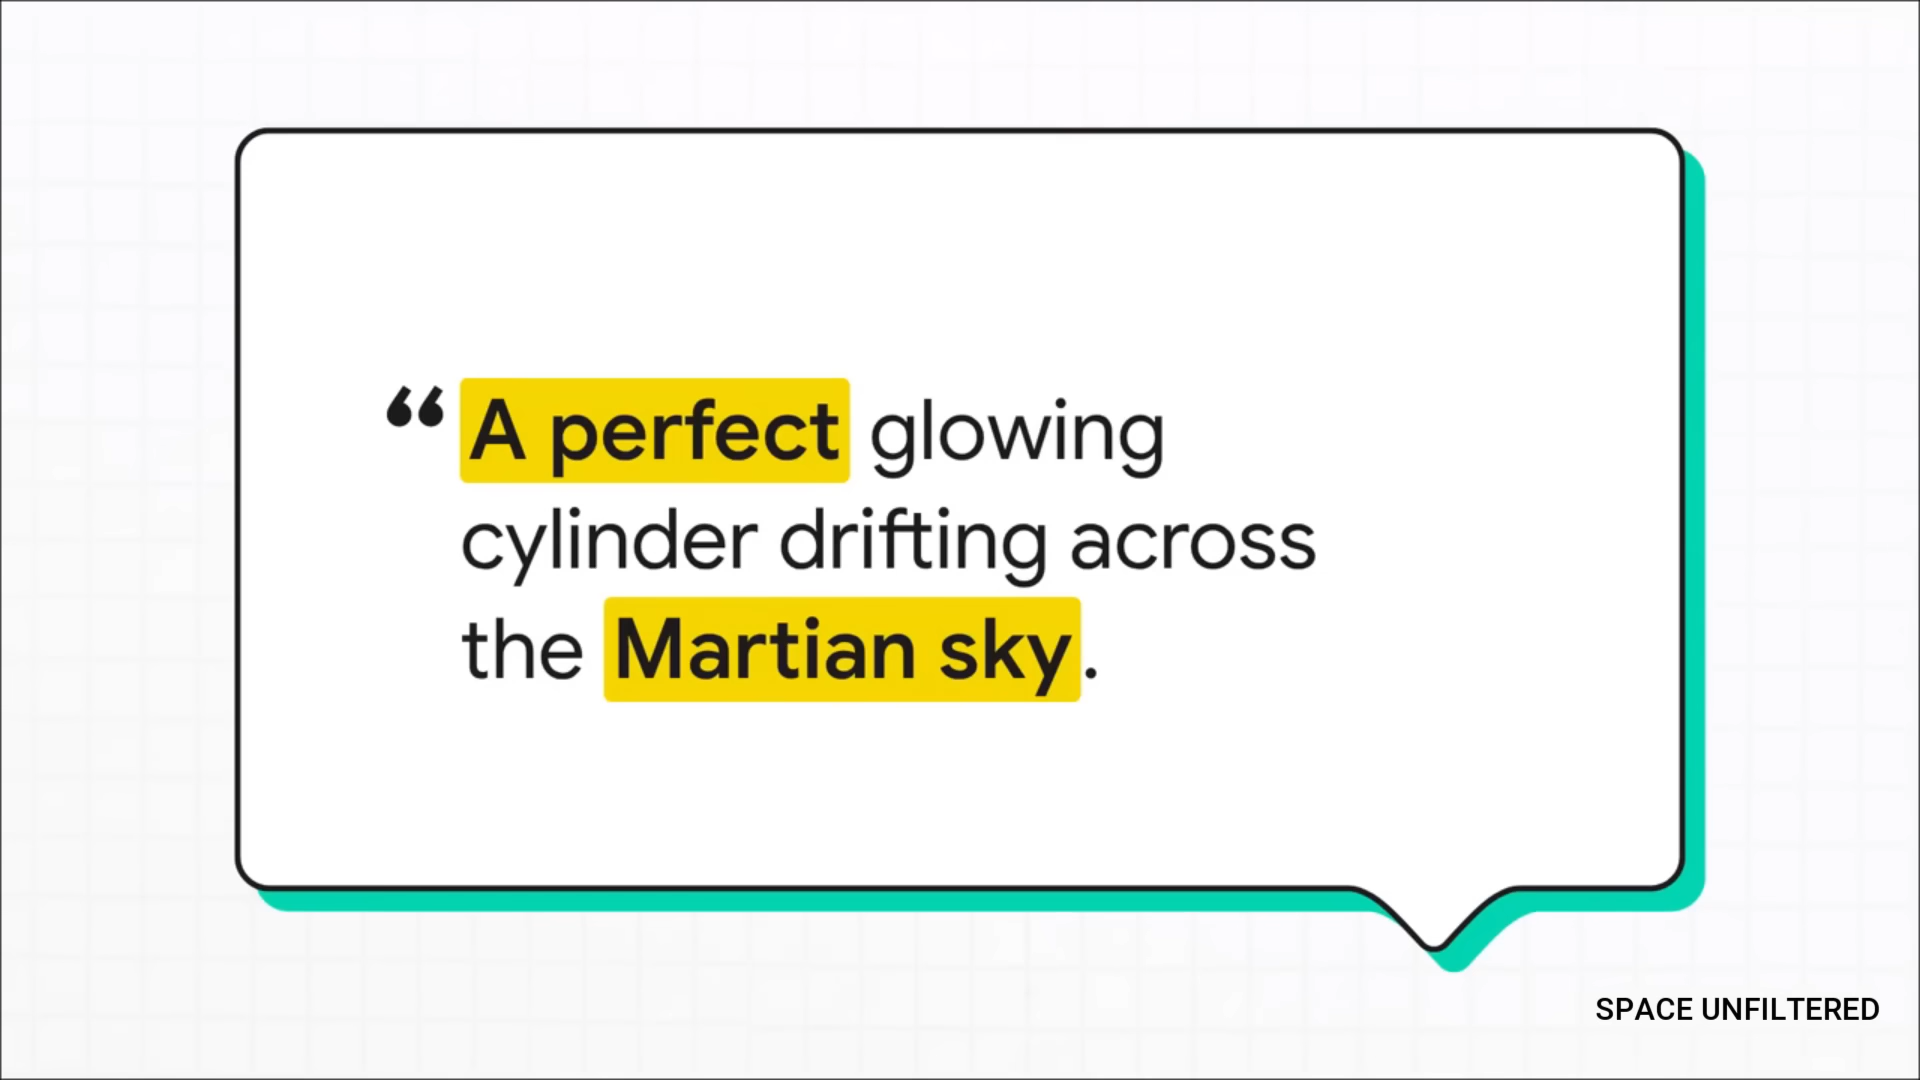 “A perfect glowing
cylinder drifting across
the Martian sky.
SPACE UNFILTERED